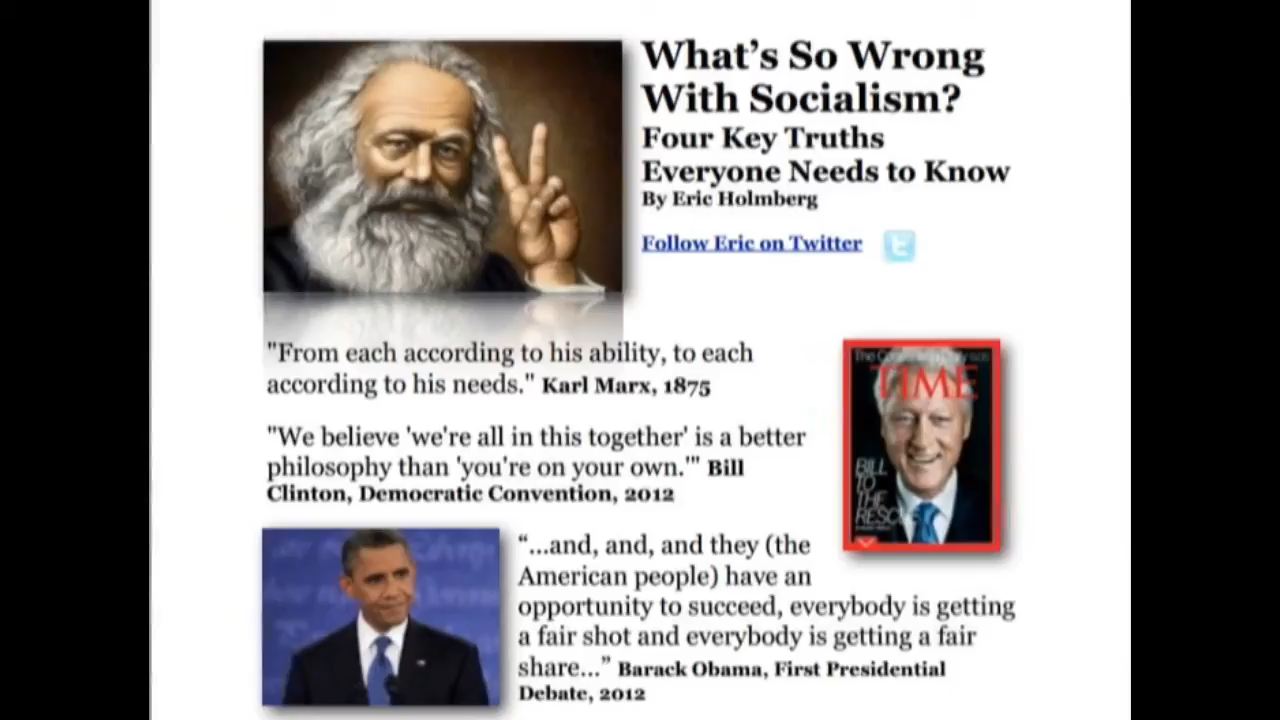 What's So Wrong
With Socialism?
Four Key Truths
Everyone Needs to Know
By Eric Holmberg
Follow Eric on Twitter
"From each according to his ability, to each
according to his needs." Karl Marx, 1875
TIME
BILL
TO
THE
RESCUE
"We believe 'we're all in this together' is a better
philosophy than 'you're on your own.'" Bill
Clinton, Democratic Convention, 2012
“...and, and, and they (the
American people) have an
opportunity to succeed, everybody is getting
a fair shot and everybody is getting a fair
share...” Barack Obama, First Presidential
Debate, 2012